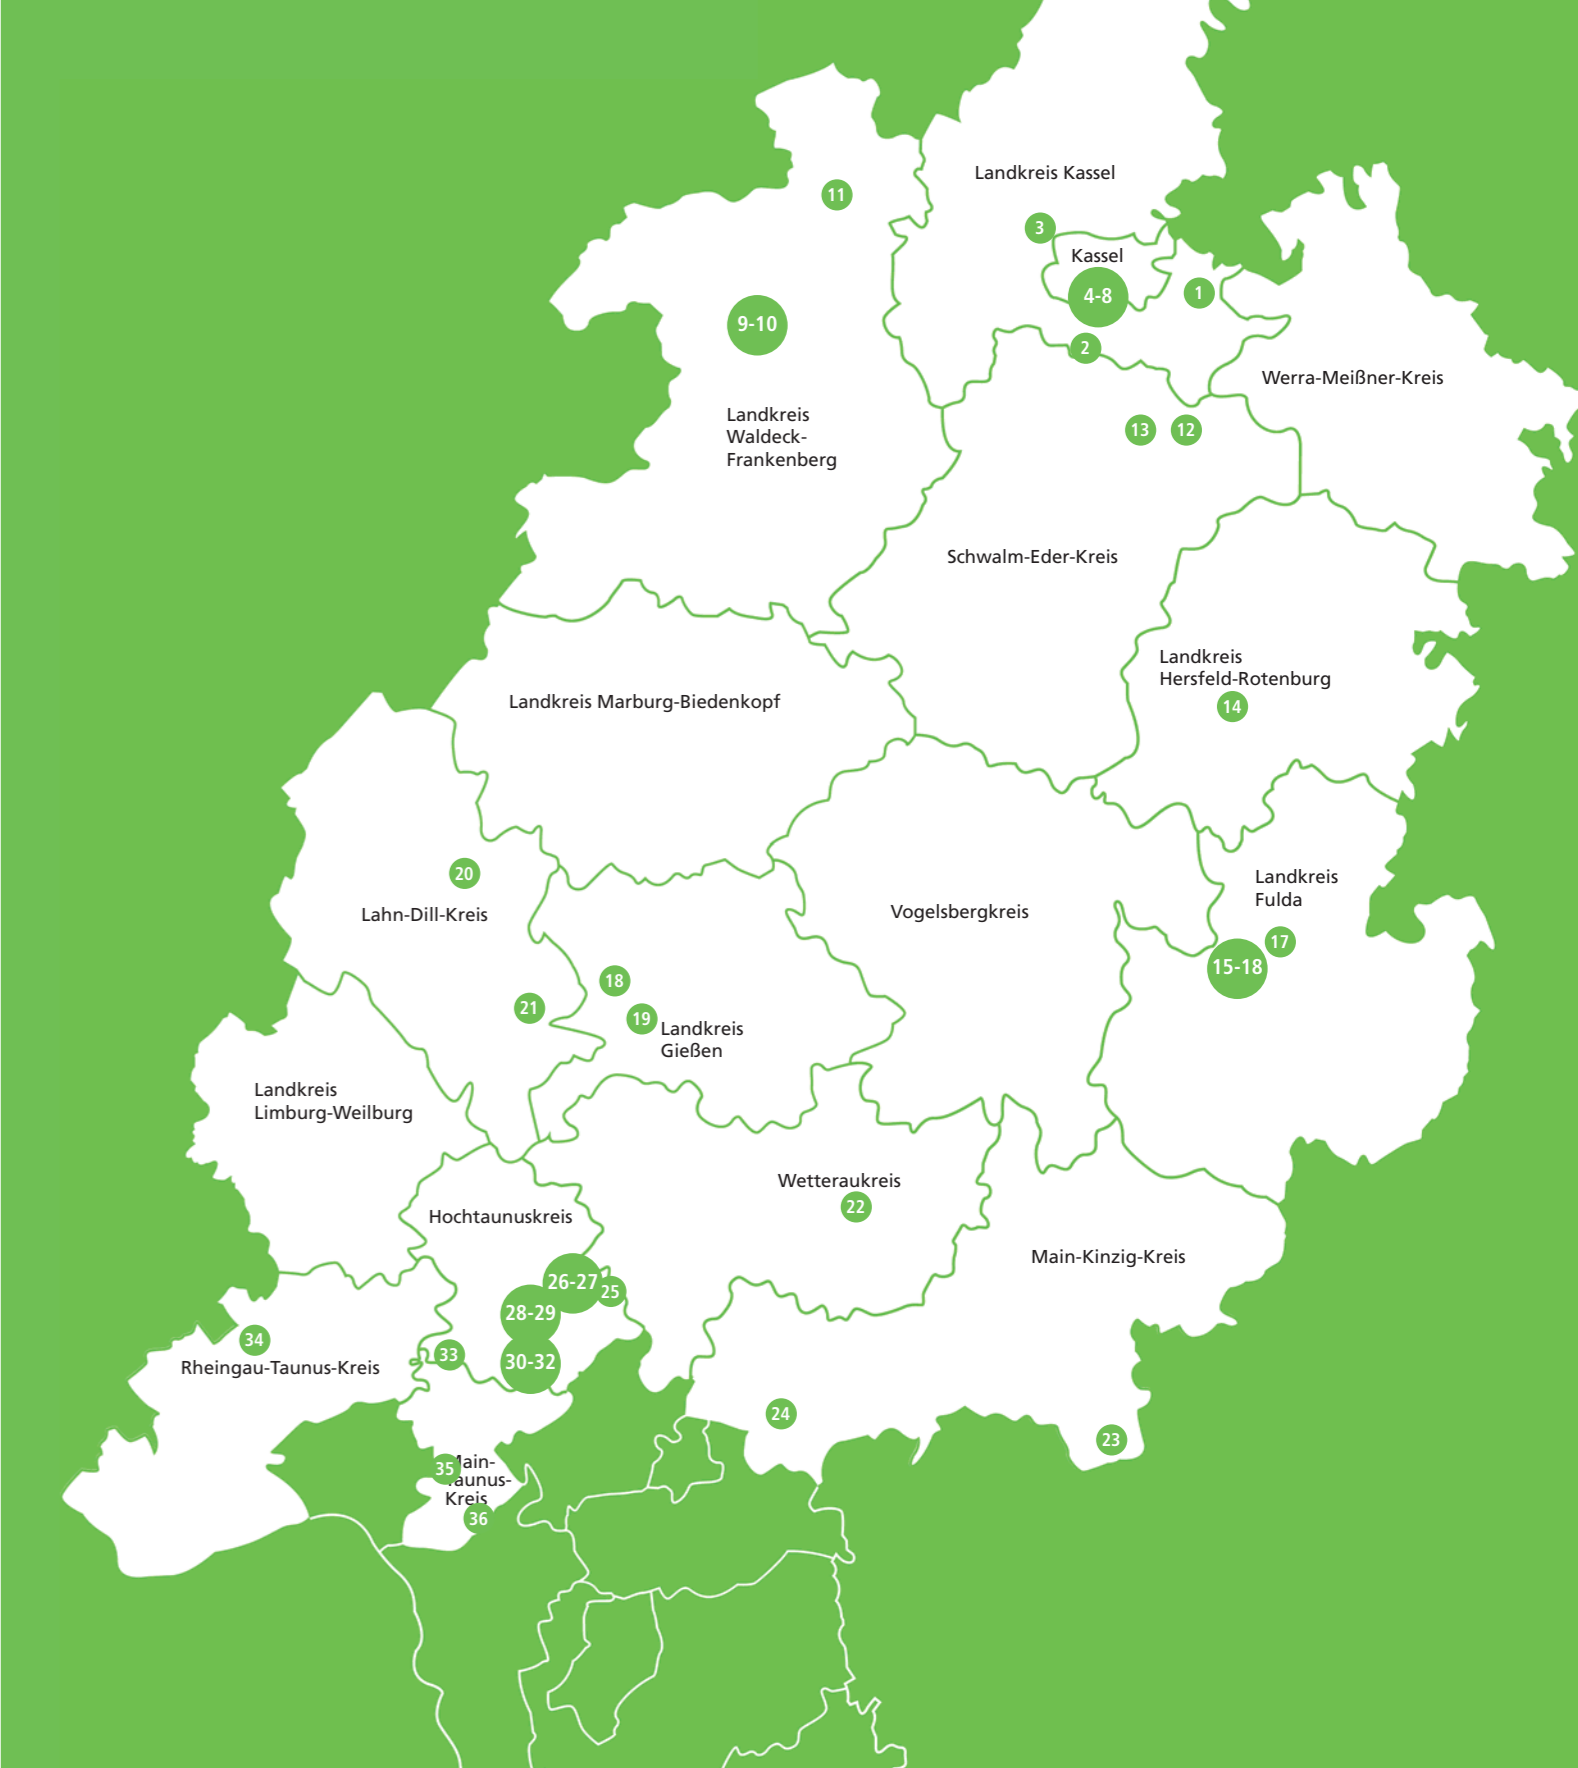 Landkreis Kassel
11
3
Kassel
4-8
1
9-10
2
Werra-Meißner-Kreis
Landkreis
Waldeck-
Frankenberg
13
12
Schwalm-Eder-Kreis
Landkreis
Hersfeld-Rotenburg
14
Landkreis Marburg-Biedenkopf
20
Lahn-Dill-Kreis
Vogelsbergkreis
Landkreis
Fulda
17
15-18
18
21
19
Landkreis
Gießen
Landkreis
Limburg-Weilburg
Wetteraukreis
22
Hochtaunuskreis
Main-Kinzig-Kreis
26-27
25
28-29
34
33
30-32
Rheingau-Taunus-Kreis
24
23
35
Main-
Taunus-
Kreis
36